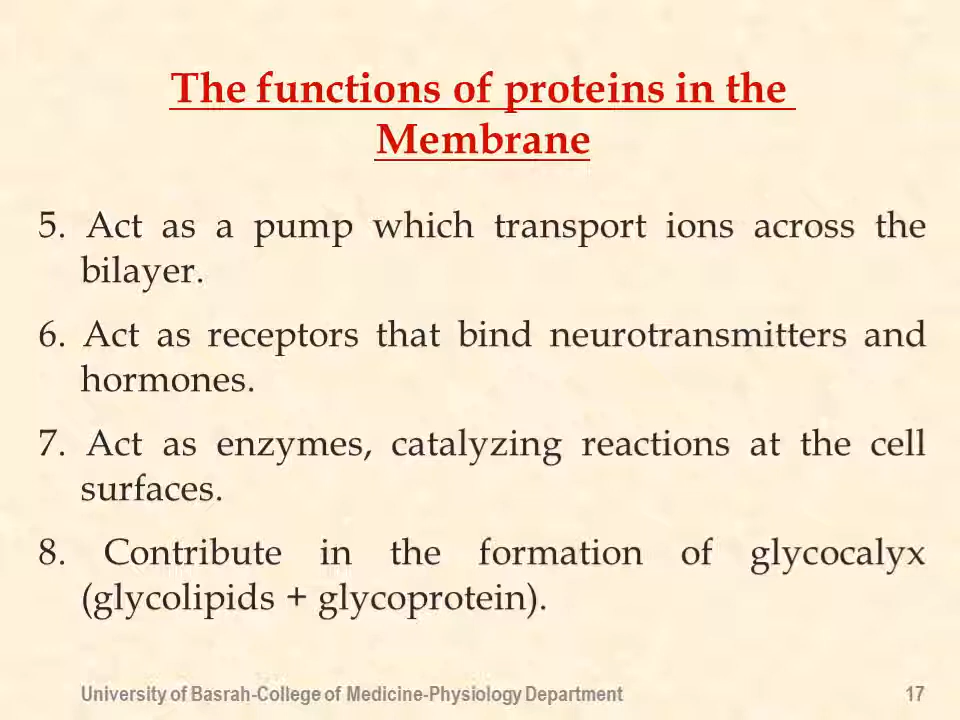 The functions of proteins in the
Membrane
5. Act as a pump which transport ions across the
bilayer.
6. Act as receptors that bind neurotransmitters and
hormones.
7. Act as enzymes, catalyzing reactions at the cell
surfaces.
8. Contribute in the formation of glycocalyx
(glycolipids + glycoprotein).
University of Basrah-College of Medicine-Physiology Department 17